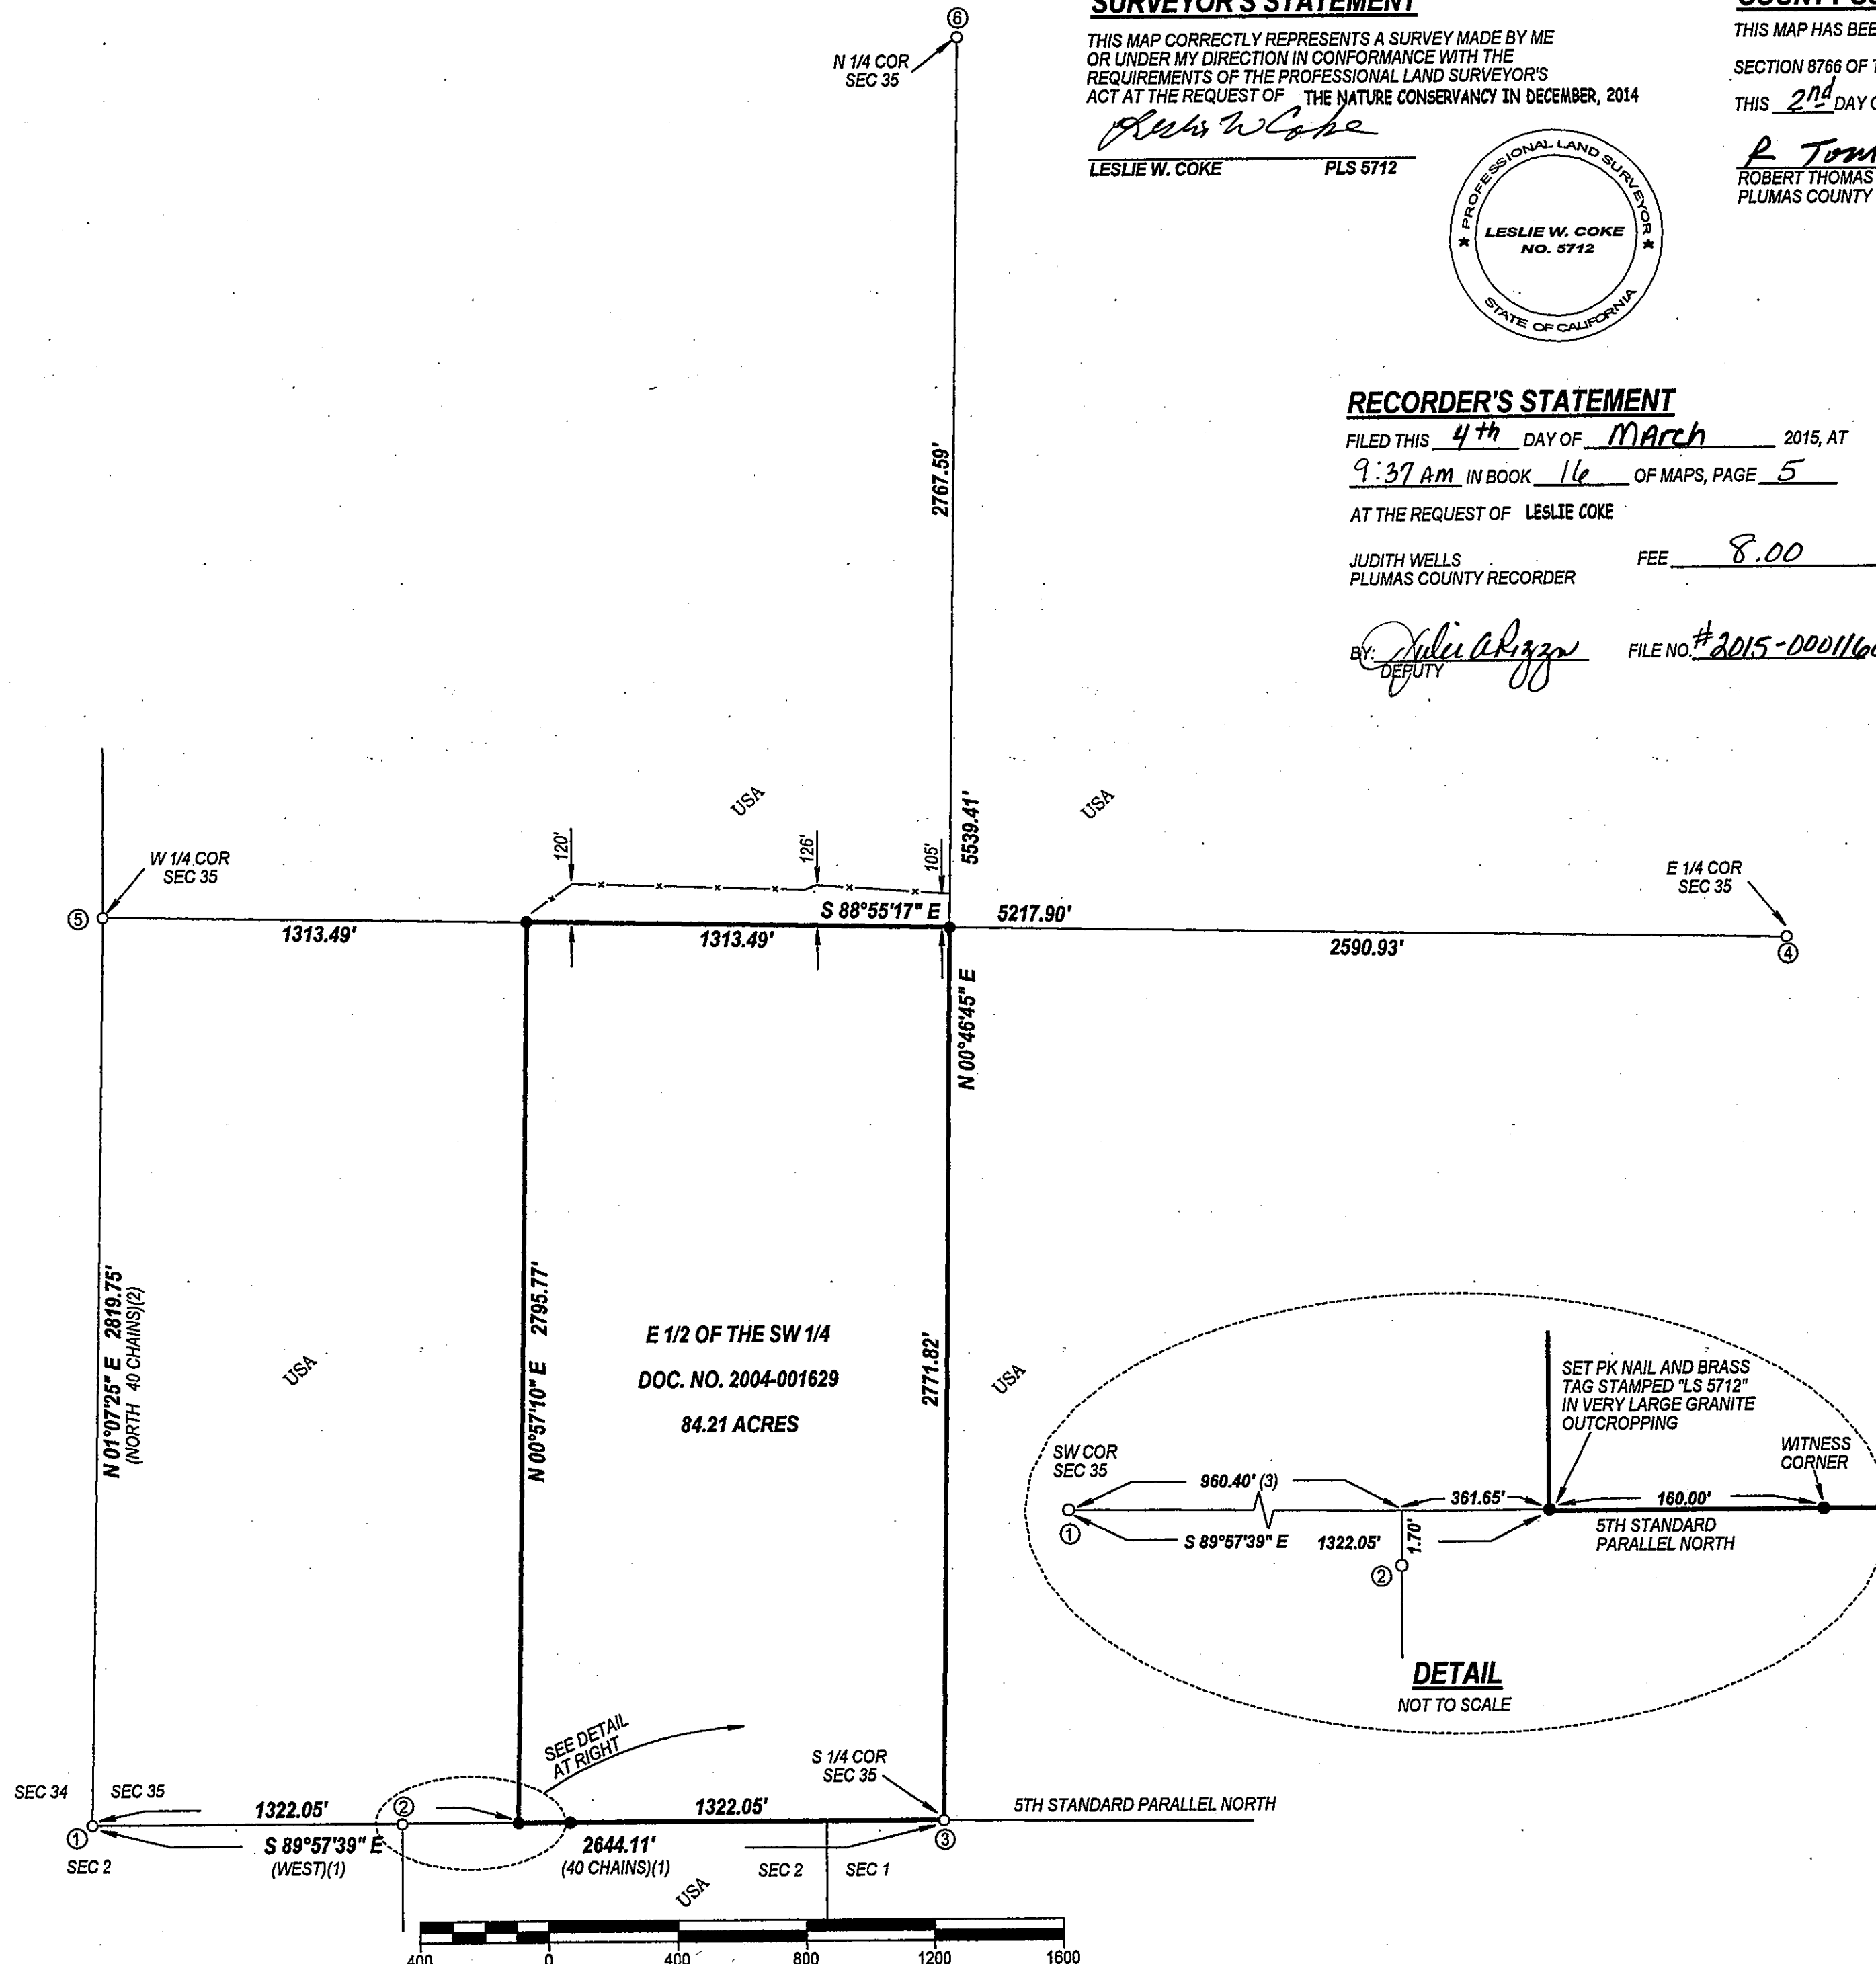 SURVEYOR'S STATEMENT
THIS MAP CORRECTLY REPRESENTS A SURVEY MADE BY ME
OR UNDER MY DIRECTION IN CONFORMANCE WITH THE
REQUIREMENTS OF THE PROFESSIONAL LAND SURVEYOR'S
ACT AT THE REQUEST OF THE NATURE CONSERVANCY IN DECEMBER, 2014
Leslie W Coke
LESLIE W. COKE PLS 5712
PROFESSIONAL LAND SURVEYOR
LESLIE W. COKE
NO. 5712
STATE OF CALIFORNIA
THIS MAP HAS BEE
SECTION 8766 OF T
THIS 2nd DAY O
R Tom
ROBERT THOMAS
PLUMAS COUNTY
RECORDER'S STATEMENT
FILED THIS 4th DAY OF MArch 2015, AT
9:37 Am IN BOOK 16 OF MAPS, PAGE 5
AT THE REQUEST OF LESLIE COKE
JUDITH WELLS
PLUMAS COUNTY RECORDER
FEE 8.00
BY: Julie A Rizzo
DEPUTY
FILE NO. #2015-000116
6
N 1/4 COR
SEC 35
2767.59'
5539.41'
USA
USA
120'
126'
105'
W 1/4 COR
SEC 35
5
1313.49'
S 88°55'17" E
1313.49'
5217.90'
2590.93'
E 1/4 COR
SEC 35
4
N 00°46'45" E
2771.82'
N 01°07'25" E 2819.75'
(NORTH 40 CHAINS)(2)
USA
N 00°57'10" E 2795.77'
E 1/2 OF THE SW 1/4
DOC. NO. 2004-001629
84.21 ACRES
USA
SET PK NAIL AND BRASS
TAG STAMPED "LS 5712"
IN VERY LARGE GRANITE
OUTCROPPING
SW COR
SEC 35
960.40' (3)
361.65'
160.00'
WITNESS
CORNER
1
S 89°57'39" E 1322.05'
1.70'
2
5TH STANDARD
PARALLEL NORTH
DETAIL
NOT TO SCALE
SEE DETAIL
AT RIGHT
S 1/4 COR
SEC 35
SEC 34 SEC 35
1322.05'
2
1322.05'
5TH STANDARD PARALLEL NORTH
1
SEC 2
S 89°57'39" E
(WEST)(1)
2644.11'
(40 CHAINS)(1)
SEC 2
SEC 1
3
USA
400 0 400 800 1200 1600